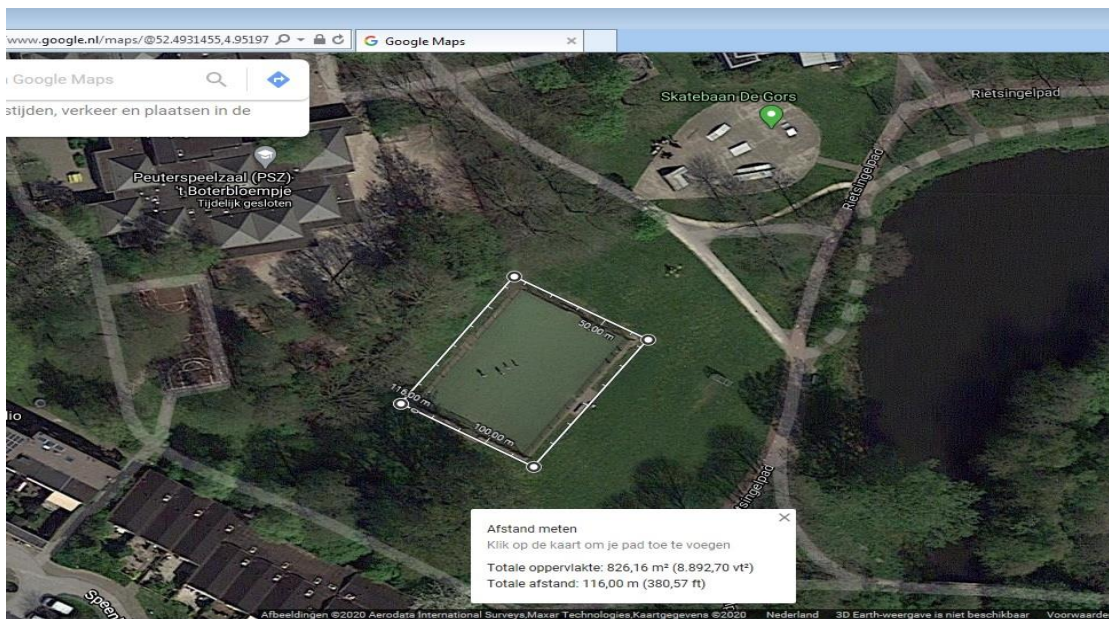 www.google.nl/maps/@52.4931455,4.95197
Google Maps
Google Maps
stijden, verkeer en plaatsen in de
Skatebaan De Gors
Rietsingelpad
Peuterspeelzaal (PSZ)
't Boterbloempje
Tijdelijk gesloten
Rietsingelpad
50,00 m
116,00 m
100,00 m
lio
singelpad
Afstand meten
Klik op de kaart om je pad toe te voegen
Totale oppervlakte: 826,16 m² (8.892,70 vt²)
Totale afstand: 116,00 m (380,57 ft)
Speen
Afbeeldingen ©2020 Aerodata International Surveys,Maxar Technologies,Kaartgegevens ©2020 Nederland 3D Earth-weergave is niet beschikbaar Voorwaarde